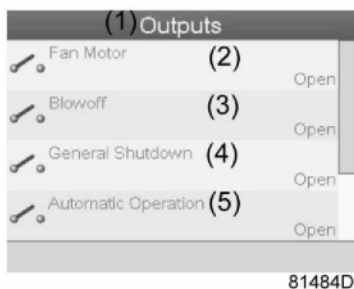 (1) Outputs
Fan Motor (2)
Open
Blowoff (3)
Open
General Shutdown (4)
Open
Automatic Operation (5)
Open
81484D